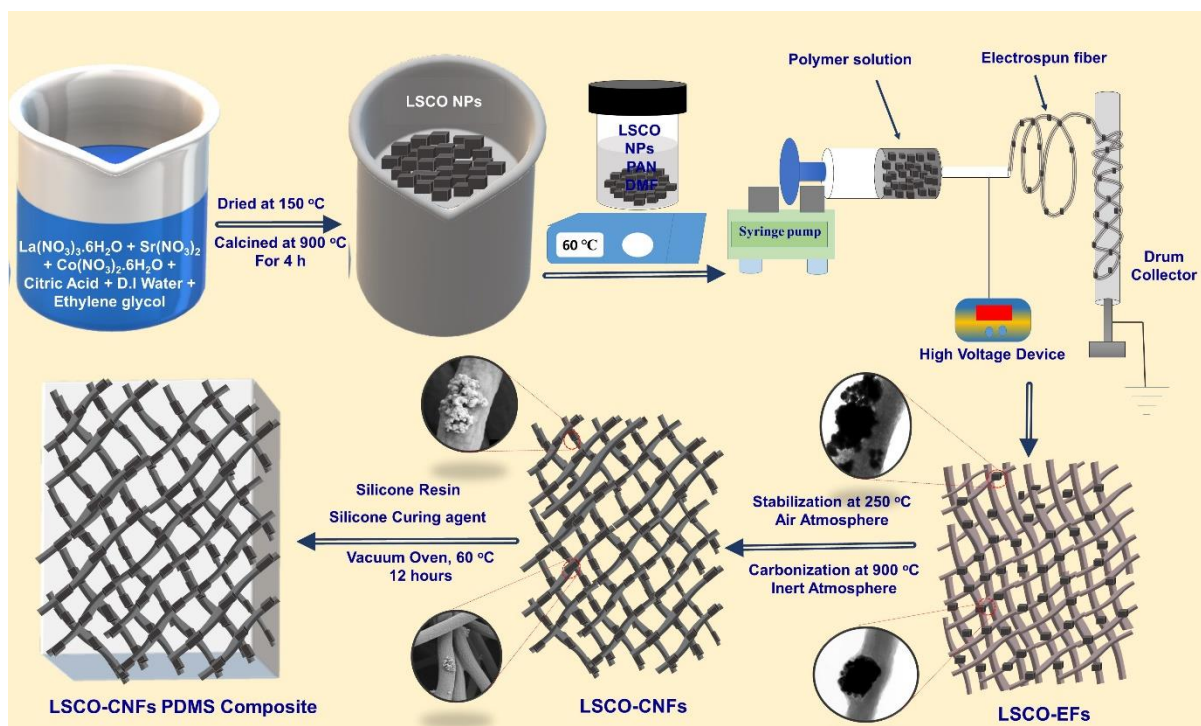 La(NO3)3.6H2O + Sr(NO3)2
+ Co(NO3)2-6H2O +
Citric Acid + D.I Water +
Ethylene glycol
Dried at 150 °C
Calcined at 900 °C
For 4 h
LSCO NPs
LSCO
NPs
PAN
DMF
60 °C
Polymer solution
Syringe pump
Electrospun fiber
Drum
Collector
High Voltage Device
LSCO-EFs
Stabilization at 250 °C
Air Atmosphere
Carbonization at 900 °C
Inert Atmosphere
LSCO-CNFs
Silicone Resin
Silicone Curing agent
Vacuum Oven, 60 °C
12 hours
LSCO-CNFs PDMS Composite